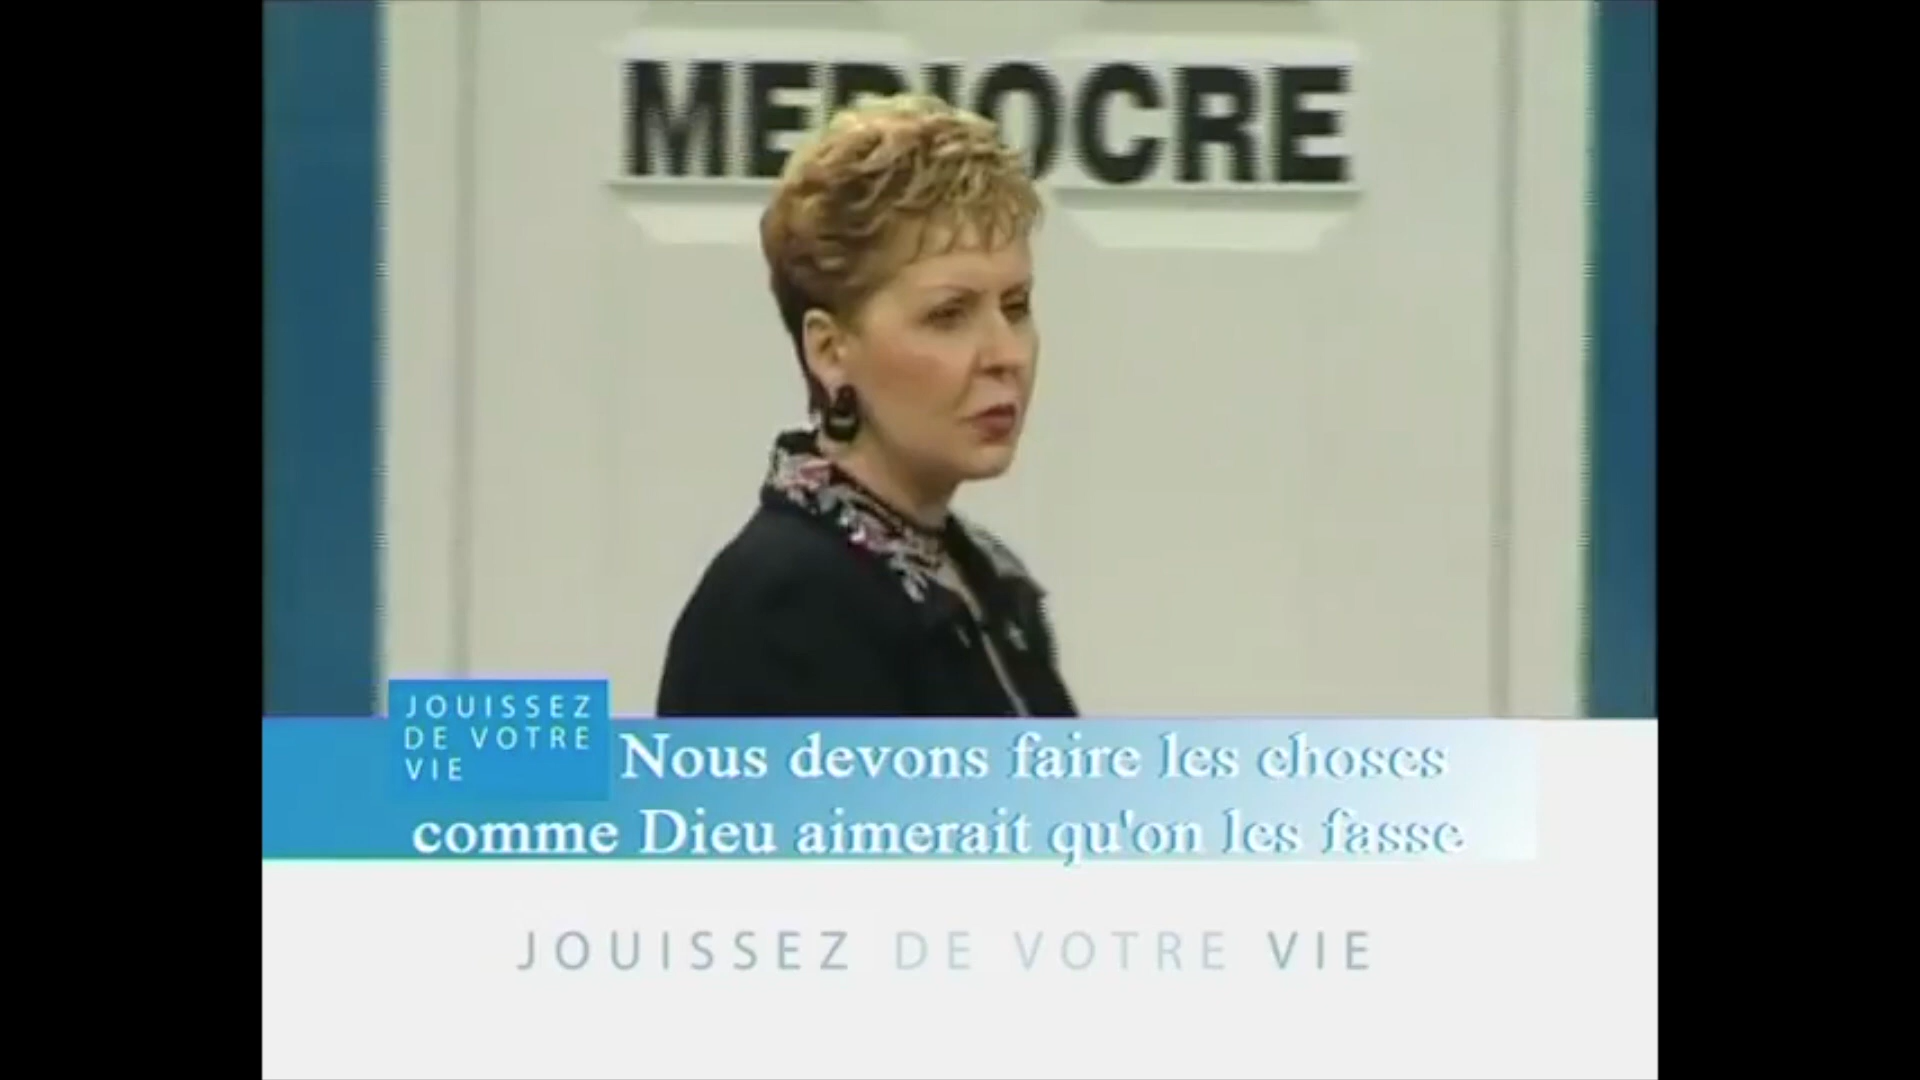 MEDIOCRE
JOUISSEZ
DE VOTRE
VIE
Nous devons faire les choses
comme Dieu aimerait qu'on les fasse
JOUISSEZ DE VOTRE VIE